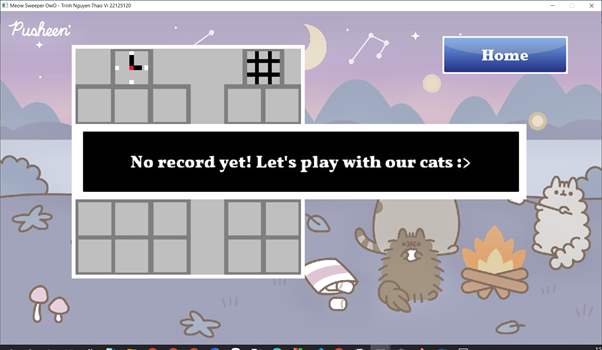 Meow Sweeper OwO - Trinh Nguyen Thao Vi 22125120
Pusheen
Home
No record yet! Let's play with our cats :>